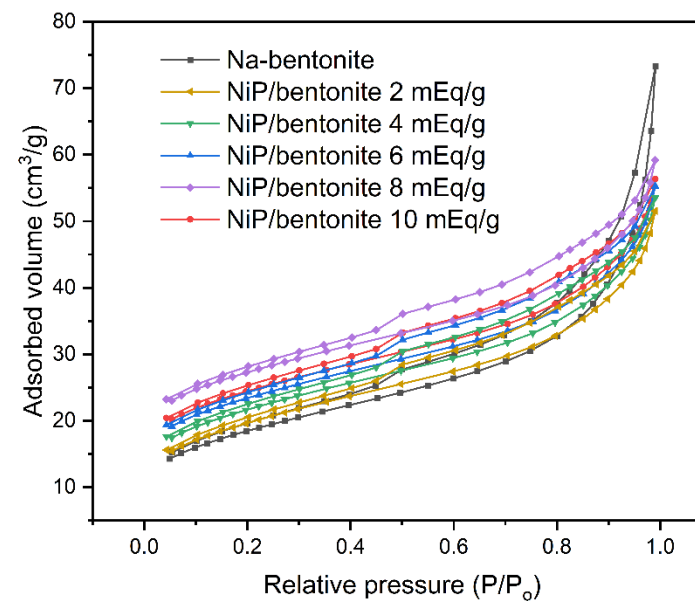 80
70
60
50
40
30
20
10
Adsorbed volume (cm³/g)
Na-bentonite
NiP/bentonite 2 mEq/g
NiP/bentonite 4 mEq/g
NiP/bentonite 6 mEq/g
NiP/bentonite 8 mEq/g
NiP/bentonite 10 mEq/g
0.0 0.2 0.4 0.6 0.8 1.0
Relative pressure (P/Pₒ)